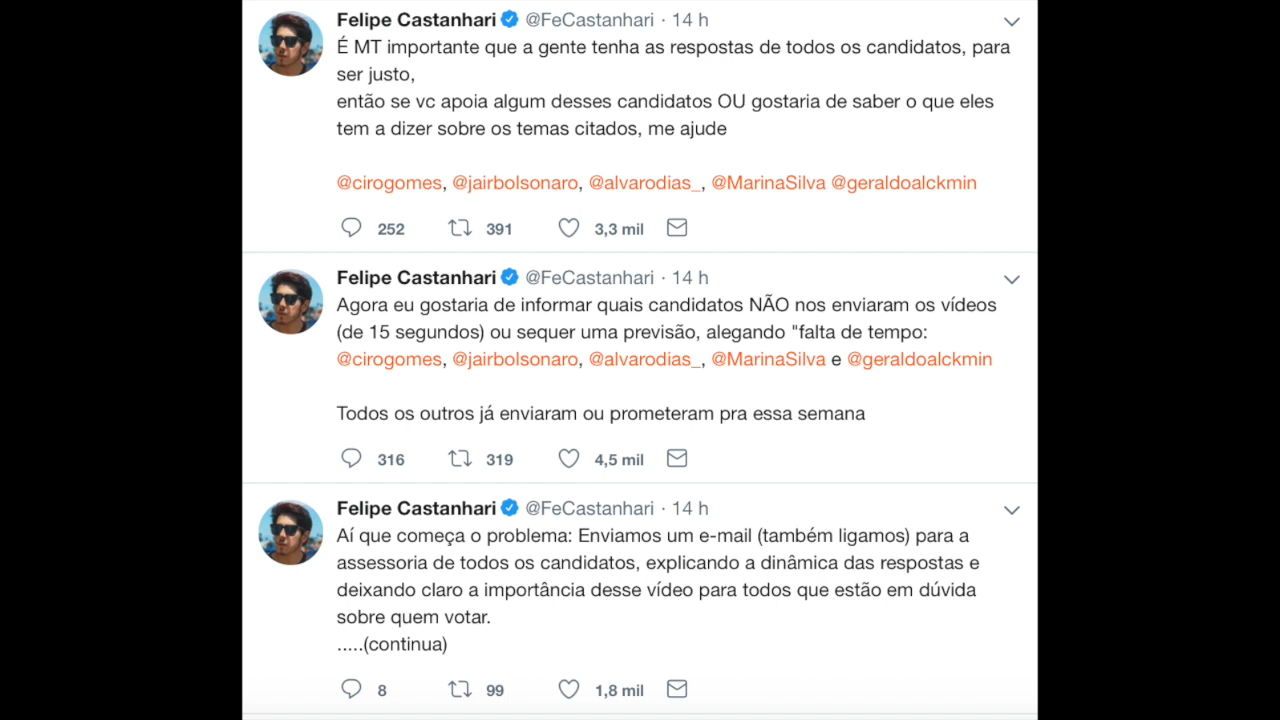 Felipe Castanhari @FeCastanhari · 14 h
É MT importante que a gente tenha as respostas de todos os candidatos, para
ser justo,
então se vc apoia algum desses candidatos OU gostaria de saber o que eles
tem a dizer sobre os temas citados, me ajude
@cirogomes, @jairbolsonaro, @alvarodias_, @MarinaSilva @geraldoalckmin
252 391 3,3 mil
Felipe Castanhari @FeCastanhari · 14 h
Agora eu gostaria de informar quais candidatos NÃO nos enviaram os vídeos
(de 15 segundos) ou sequer uma previsão, alegando "falta de tempo:
@cirogomes, @jairbolsonaro, @alvarodias_, @MarinaSilva e @geraldoalckmin
Todos os outros já enviaram ou prometeram pra essa semana
316 319 4,5 mil
Felipe Castanhari @FeCastanhari · 14 h
Aí que começa o problema: Enviamos um e-mail (também ligamos) para a
assessoria de todos os candidatos, explicando a dinâmica das respostas e
deixando claro a importância desse vídeo para todos que estão em dúvida
sobre quem votar.
.....(continua)
8 99 1,8 mil